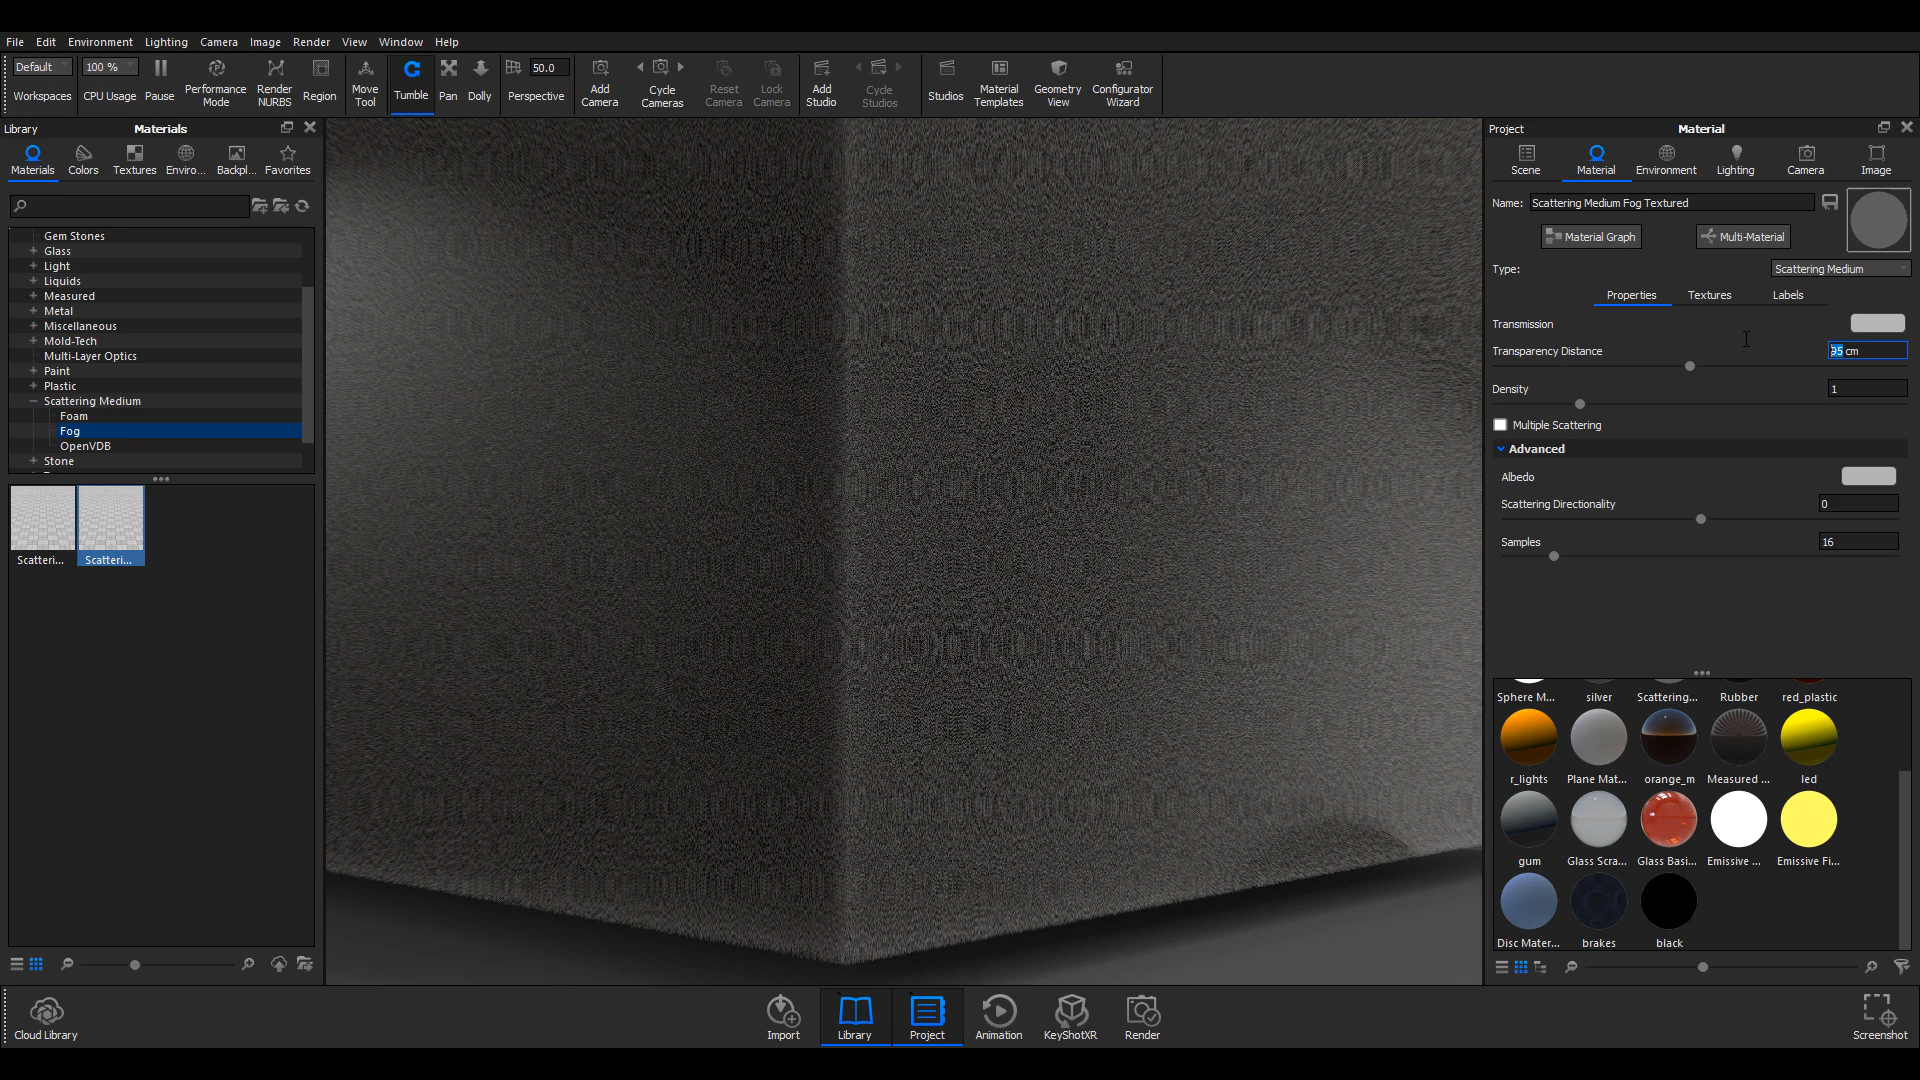 File Edit Environment Lighting Camera Image Render View Window Help
Default 100 % 50.0
Workspaces CPU Usage Pause Performance Mode Render NURBS Region Move Tool Tumble Pan Dolly Perspective Add Camera Cycle Cameras Reset Camera Lock Camera Add Studio Cycle Studios Studios Material Templates Geometry View Configurator Wizard
Library Materials
Materials Colors Textures Enviro... Backpl... Favorites
Gem Stones
Glass
Light
Liquids
Measured
Metal
Miscellaneous
Mold-Tech
Multi-Layer Optics
Paint
Plastic
Scattering Medium
Foam
Fog
OpenVDB
Stone
Scatteri... Scatteri...
Project Material
Scene Material Environment Lighting Camera Image
Name: Scattering Medium Fog Textured
Material Graph Multi-Material
Type: Scattering Medium
Properties Textures Labels
Transmission
Transparency Distance 95 cm
Density 1
Multiple Scattering
Advanced
Albedo
Scattering Directionality 0
Samples 16
Sphere M... silver Scattering... Rubber red_plastic
r_lights Plane Mat... orange_m Measured ... led
gum Glass Scra... Glass Basi... Emissive ... Emissive Fi...
Disc Mater... brakes black
Cloud Library Import Library Project Animation KeyShotXR Render Screenshot